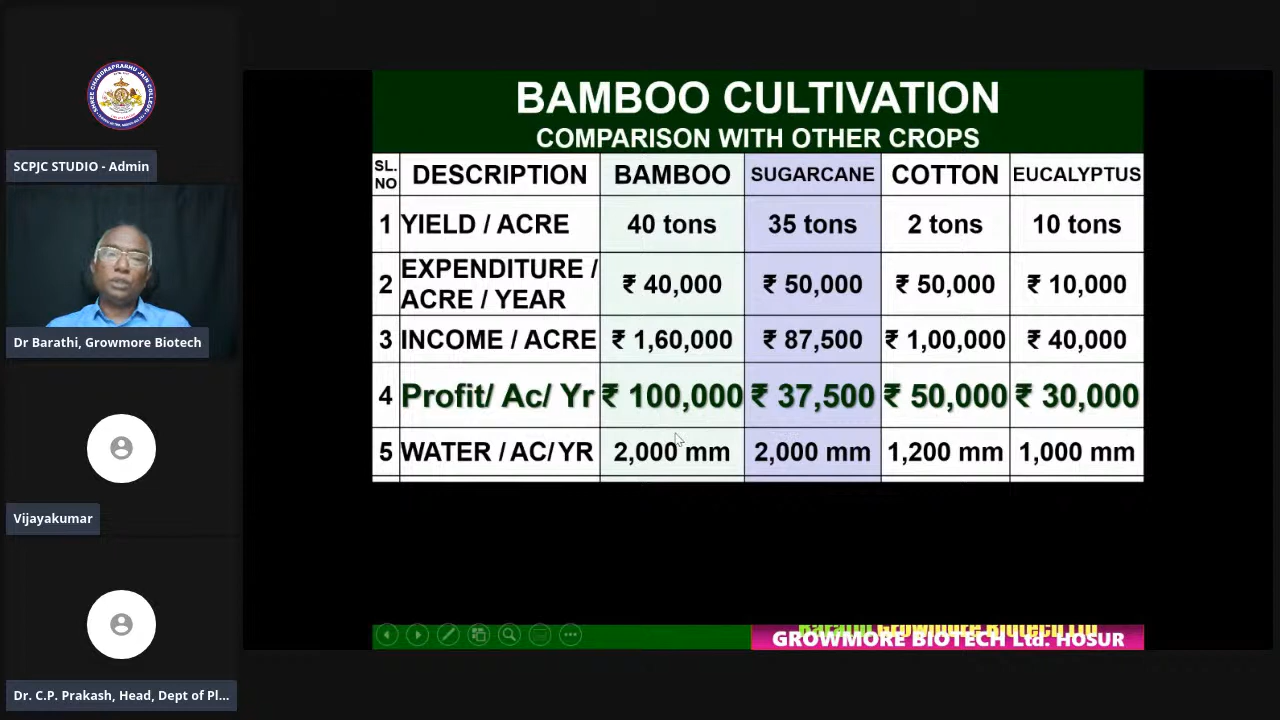 BAMBOO CULTIVATION
COMPARISON WITH OTHER CROPS
SL. NO DESCRIPTION BAMBOO SUGARCANE COTTON EUCALYPTUS
1 YIELD / ACRE 40 tons 35 tons 2 tons 10 tons
2 EXPENDITURE / ACRE / YEAR ₹ 40,000 ₹ 50,000 ₹ 50,000 ₹ 10,000
3 INCOME / ACRE ₹ 1,60,000 ₹ 87,500 ₹ 1,00,000 ₹ 40,000
4 Profit/ Ac/ Yr ₹ 100,000 ₹ 37,500 ₹ 50,000 ₹ 30,000
5 WATER / AC/ YR 2,000 mm 2,000 mm 1,200 mm 1,000 mm
Growmore Biotech Ltd
GROWMORE BIOTECH Ltd. HOSUR
SCPJC STUDIO - Admin
Dr Barathi, Growmore Biotech
Vijayakumar
Dr. C.P. Prakash, Head, Dept of Pl...